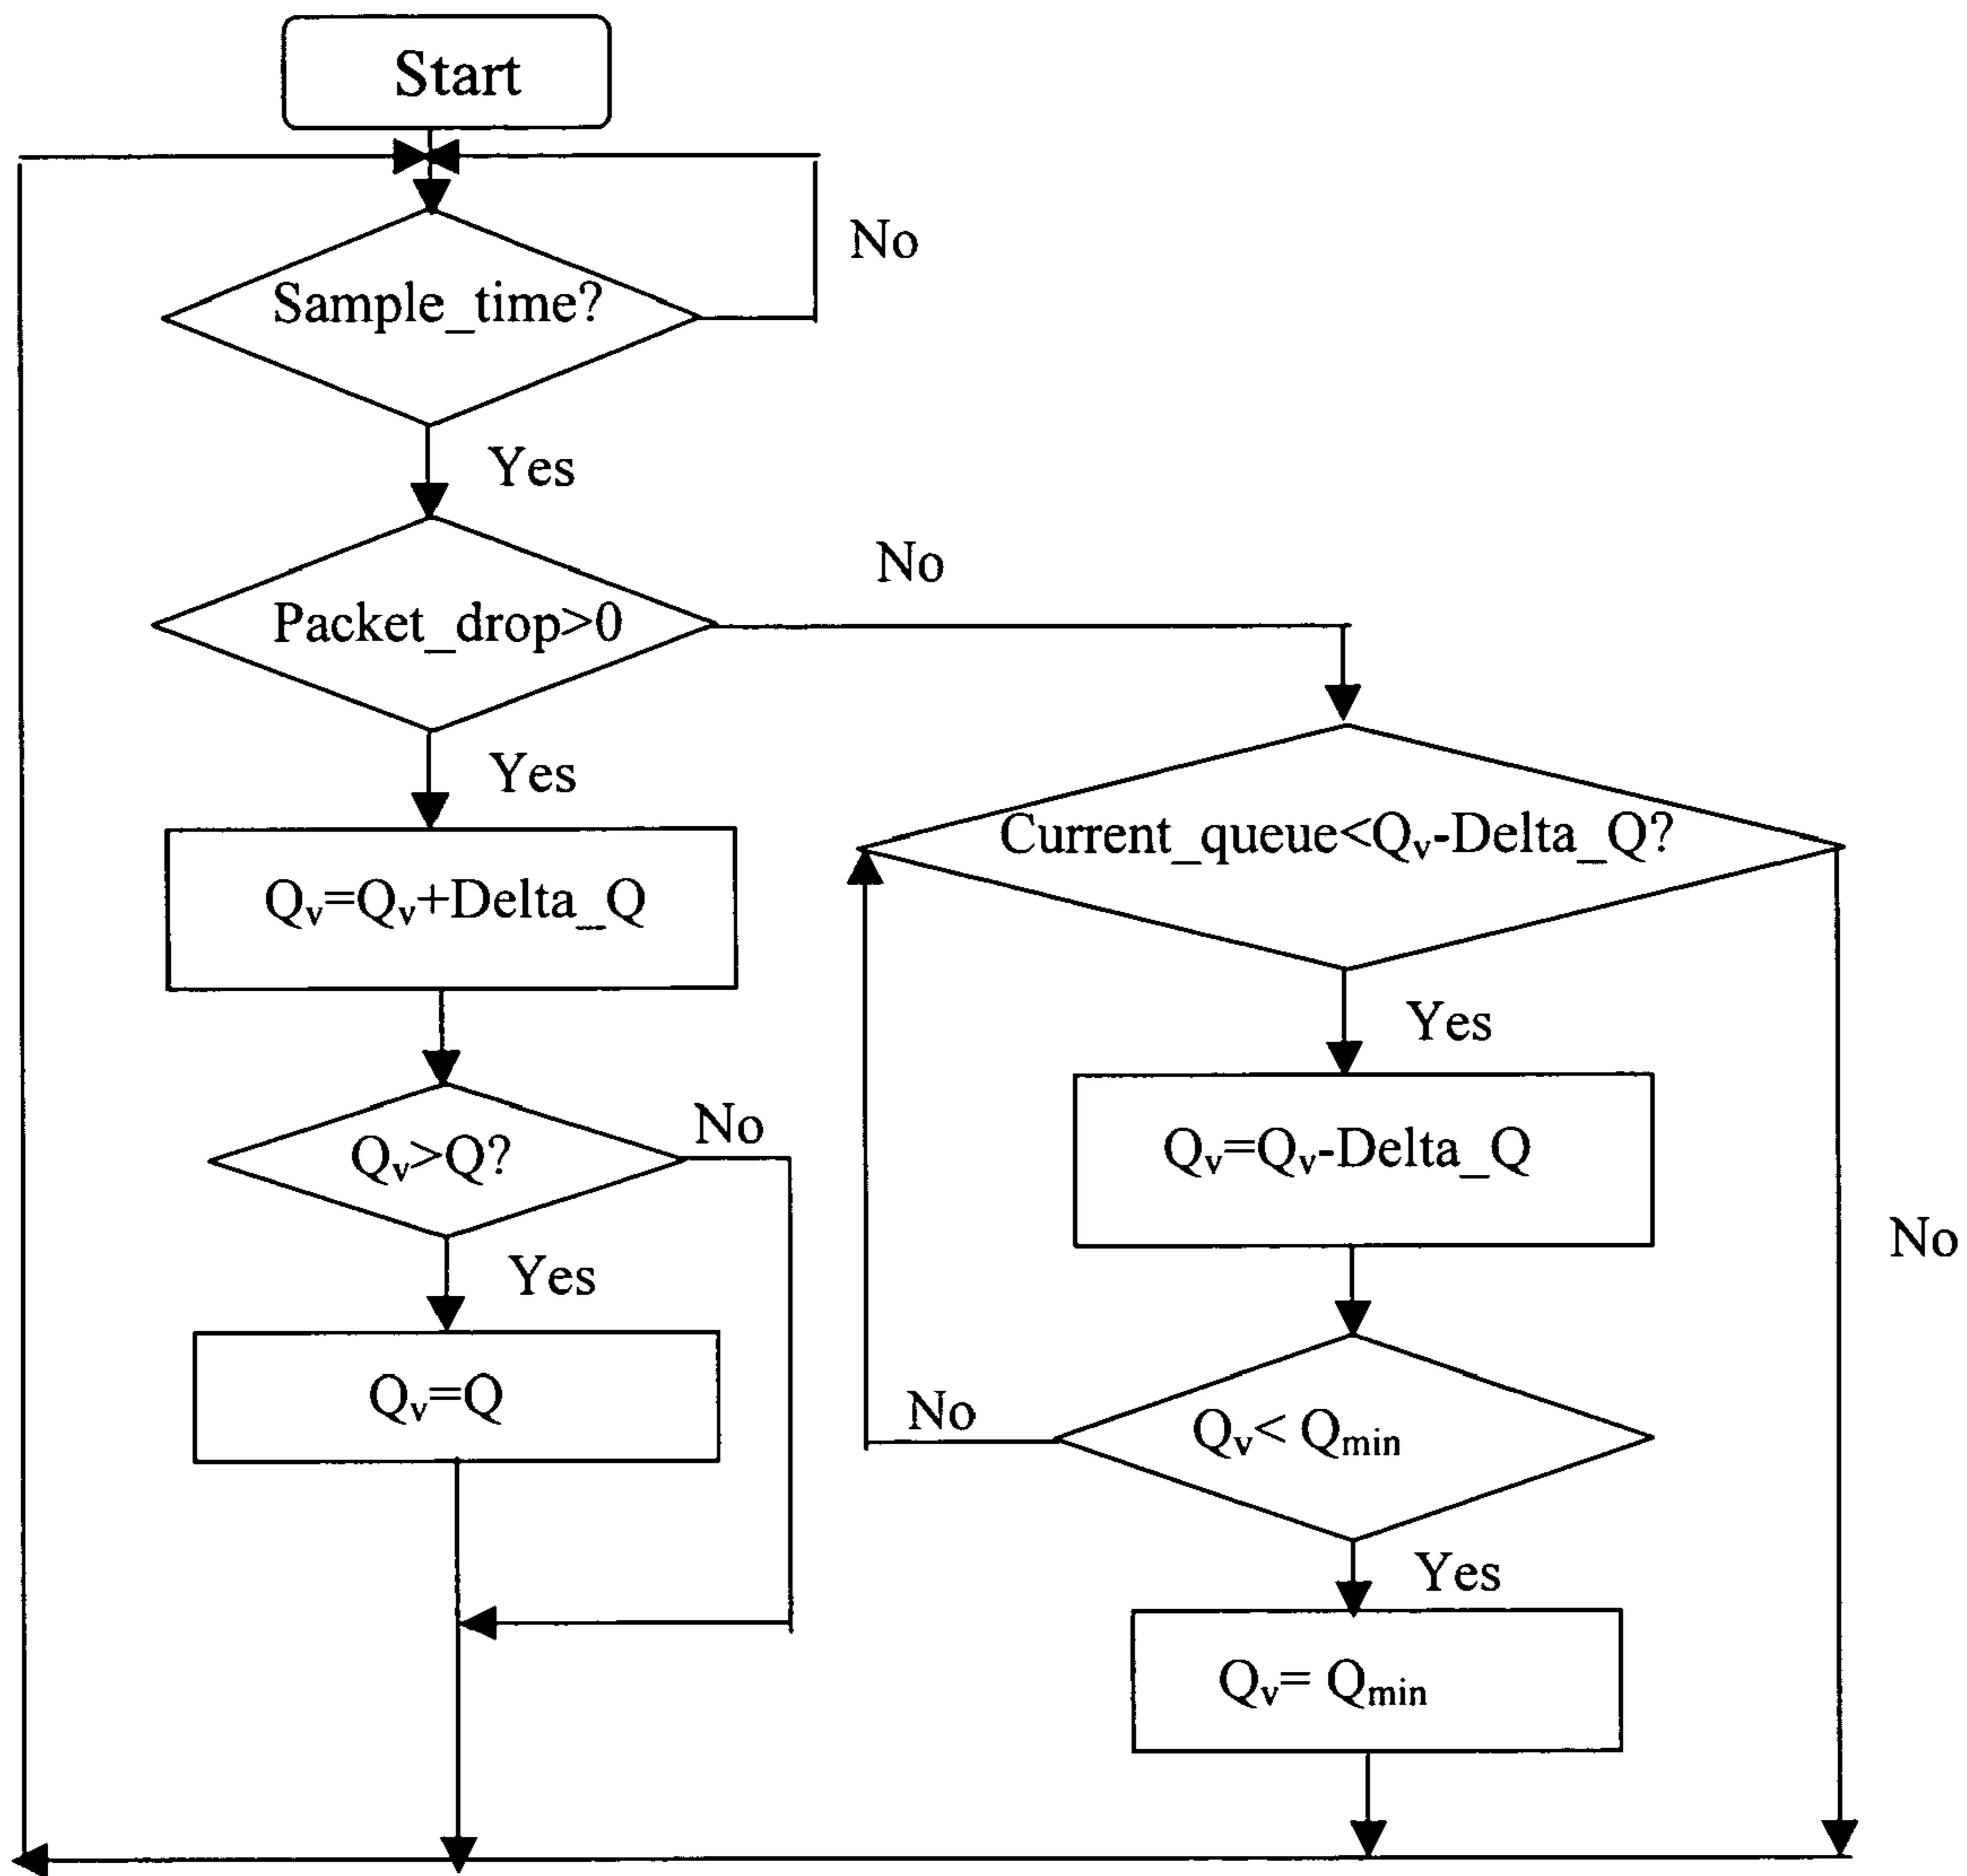 Start
No
Sample_time?
Yes
No
Packet_drop>0
Yes
Current_queue<Qv-Delta_Q?
Qv=Qv+Delta_Q
Yes
No
Qv>Q?
Qv=Qv-Delta_Q
No
Yes
Qv=Q
No
Qv< Qmin
Yes
Qv= Qmin